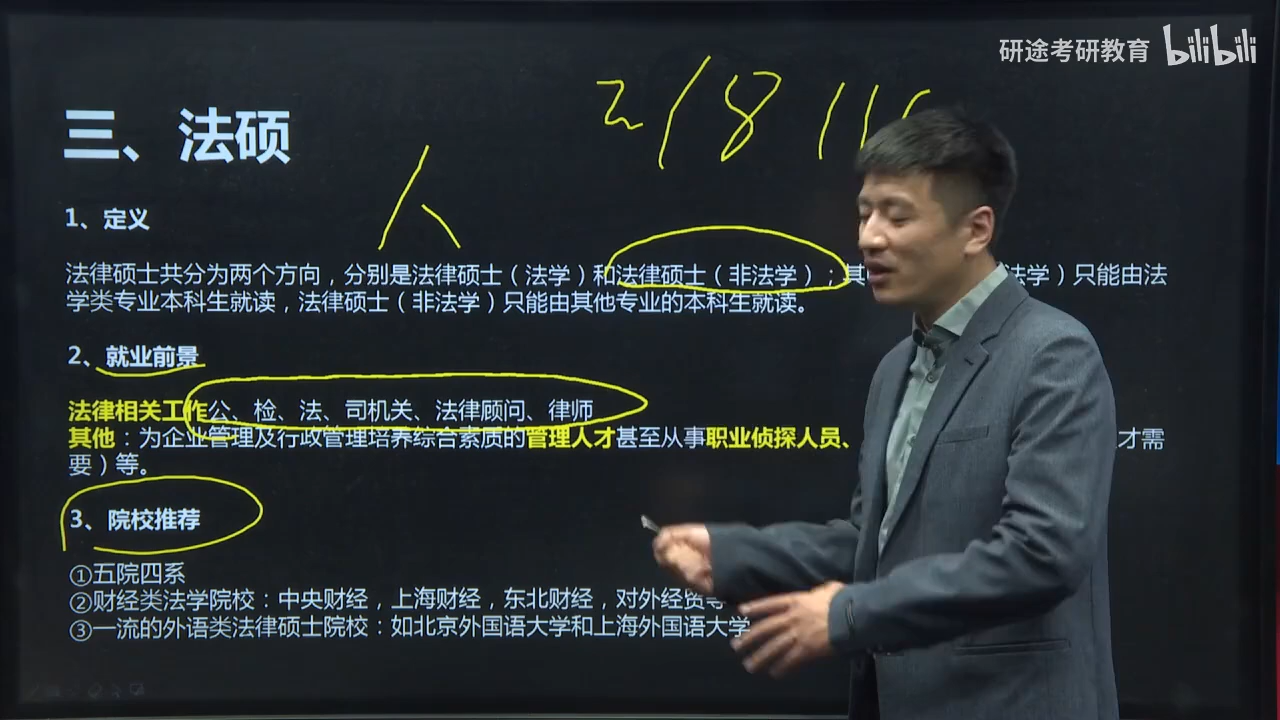 研途考研教育 bilibili
三、法硕
1、定义
法律硕士共分为两个方向，分别是法律硕士（法学）和法律硕士（非法学）；其 法学）只能由法
学类专业本科生就读，法律硕士（非法学）只能由其他专业的本科生就读。
2、就业前景
法律相关工作公、检、法、司机关、法律顾问、律师
其他：为企业管理及行政管理培养综合素质的管理人才甚至从事职业侦探人员、 才需
要）等。
3、院校推荐
①五院四系
②财经类法学院校：中央财经，上海财经，东北财经，对外经贸等
③一流的外语类法律硕士院校：如北京外国语大学和上海外国语大学